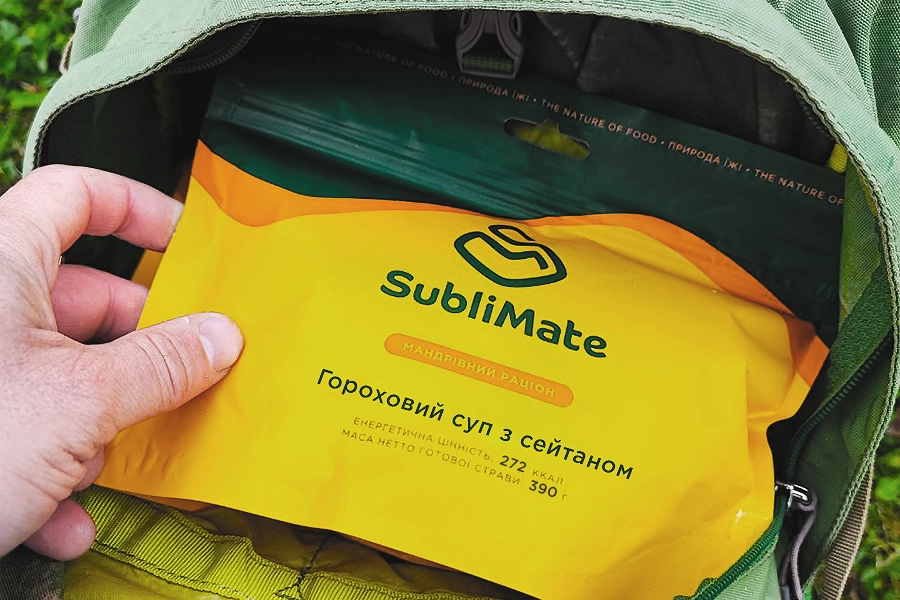 THE NATURE OF FOOD • ПРИРОДА ЇЖІ • THE NATURE OF FOOD • ПРИРОДА ЇЖІ • THE NATURE OF
SubliMate
МАНДРІВНИЙ РАЦІОН
Гороховий суп з сейтаном
ЕНЕРГЕТИЧНА ЦІННІСТЬ: 272 ККАЛ
МАСА НЕТТО ГОТОВОЇ СТРАВИ: 390 Г